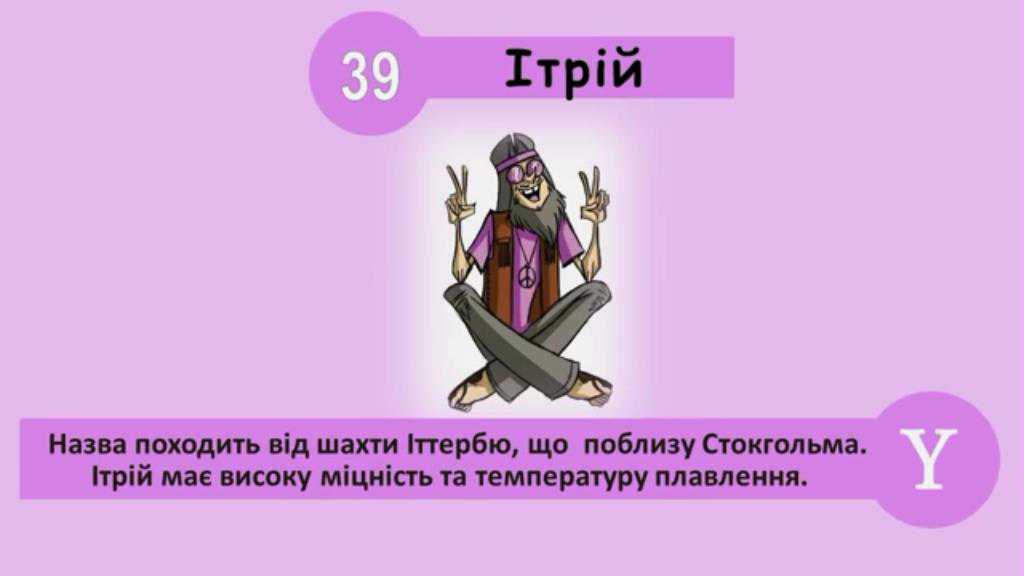 39
Ітрій
Назва походить від шахти Іттербю, що поблизу Стокгольма.
Ітрій має високу міцність та температуру плавлення.
Y